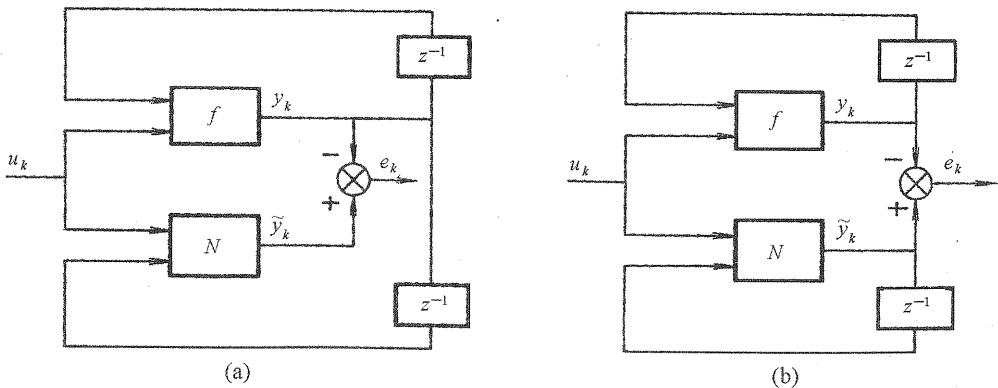 z⁻¹
f
y_k
u_k
−
e_k
+
N
ỹ_k
z⁻¹
(a)
z⁻¹
f
y_k
u_k
−
e_k
+
N
ỹ_k
z⁻¹
(b)